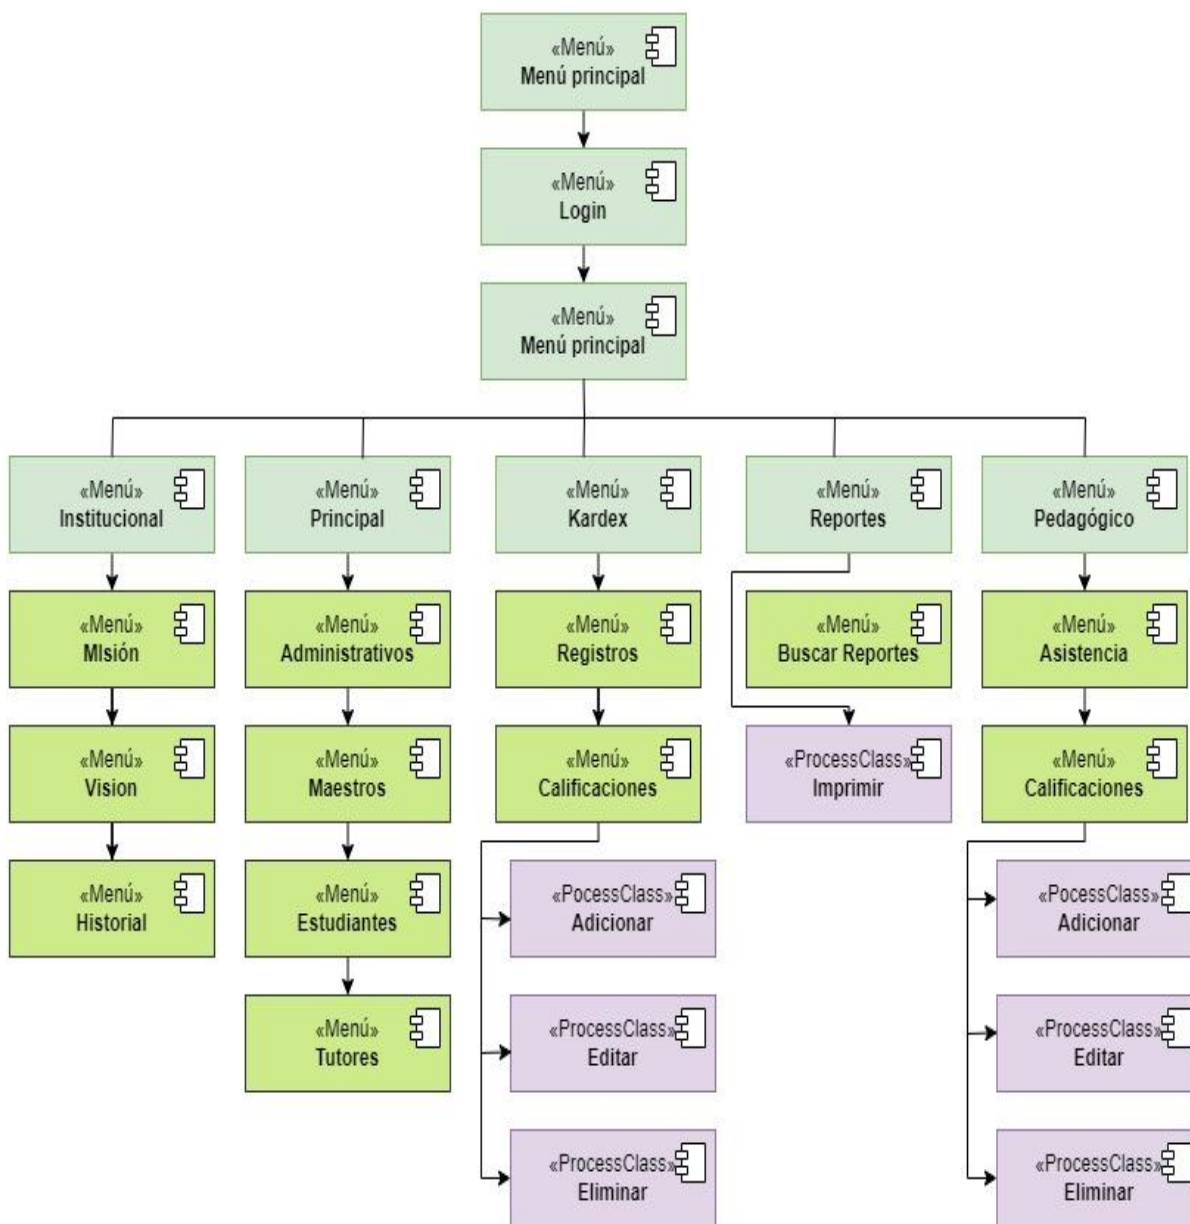 «Menú»
Menú principal
«Menú»
Login
«Menú»
Menú principal
«Menú»
Institucional
«Menú»
Principal
«Menú»
Kardex
«Menú»
Reportes
«Menú»
Pedagógico
«Menú»
MIsión
«Menú»
Administrativos
«Menú»
Registros
«Menú»
Buscar Reportes
«Menú»
Asistencia
«Menú»
Vision
«Menú»
Maestros
«Menú»
Calificaciones
«ProcessClass»
Imprimir
«Menú»
Calificaciones
«Menú»
Historial
«Menú»
Estudiantes
«PocessClass»
Adicionar
«PocessClass»
Adicionar
«Menú»
Tutores
«ProcessClass»
Editar
«ProcessClass»
Editar
«ProcessClass»
Eliminar
«ProcessClass»
Eliminar